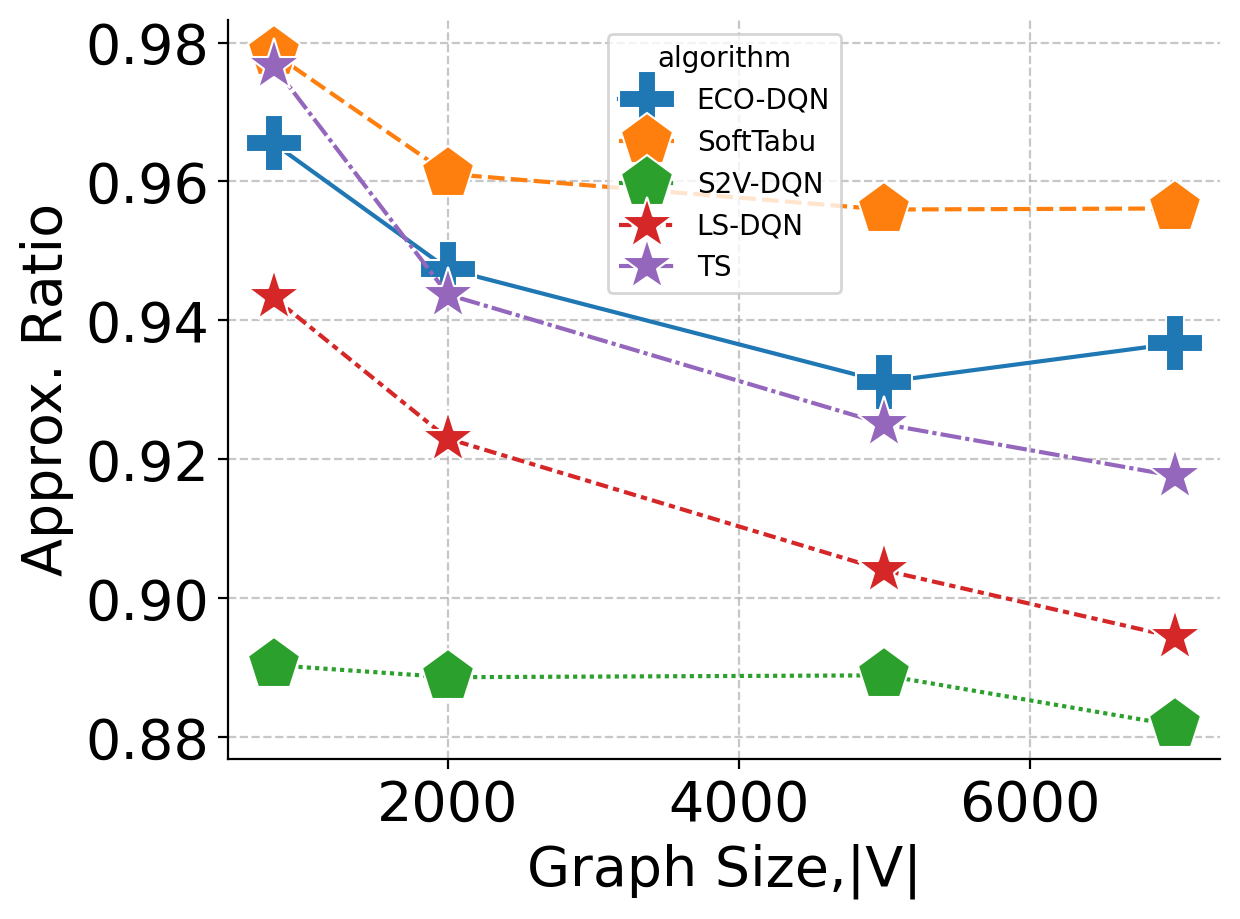 0.98
0.96
0.94
0.92
0.90
0.88
Approx. Ratio
algorithm
ECO-DQN
SoftTabu
S2V-DQN
LS-DQN
TS
2000
4000
6000
Graph Size,|V|